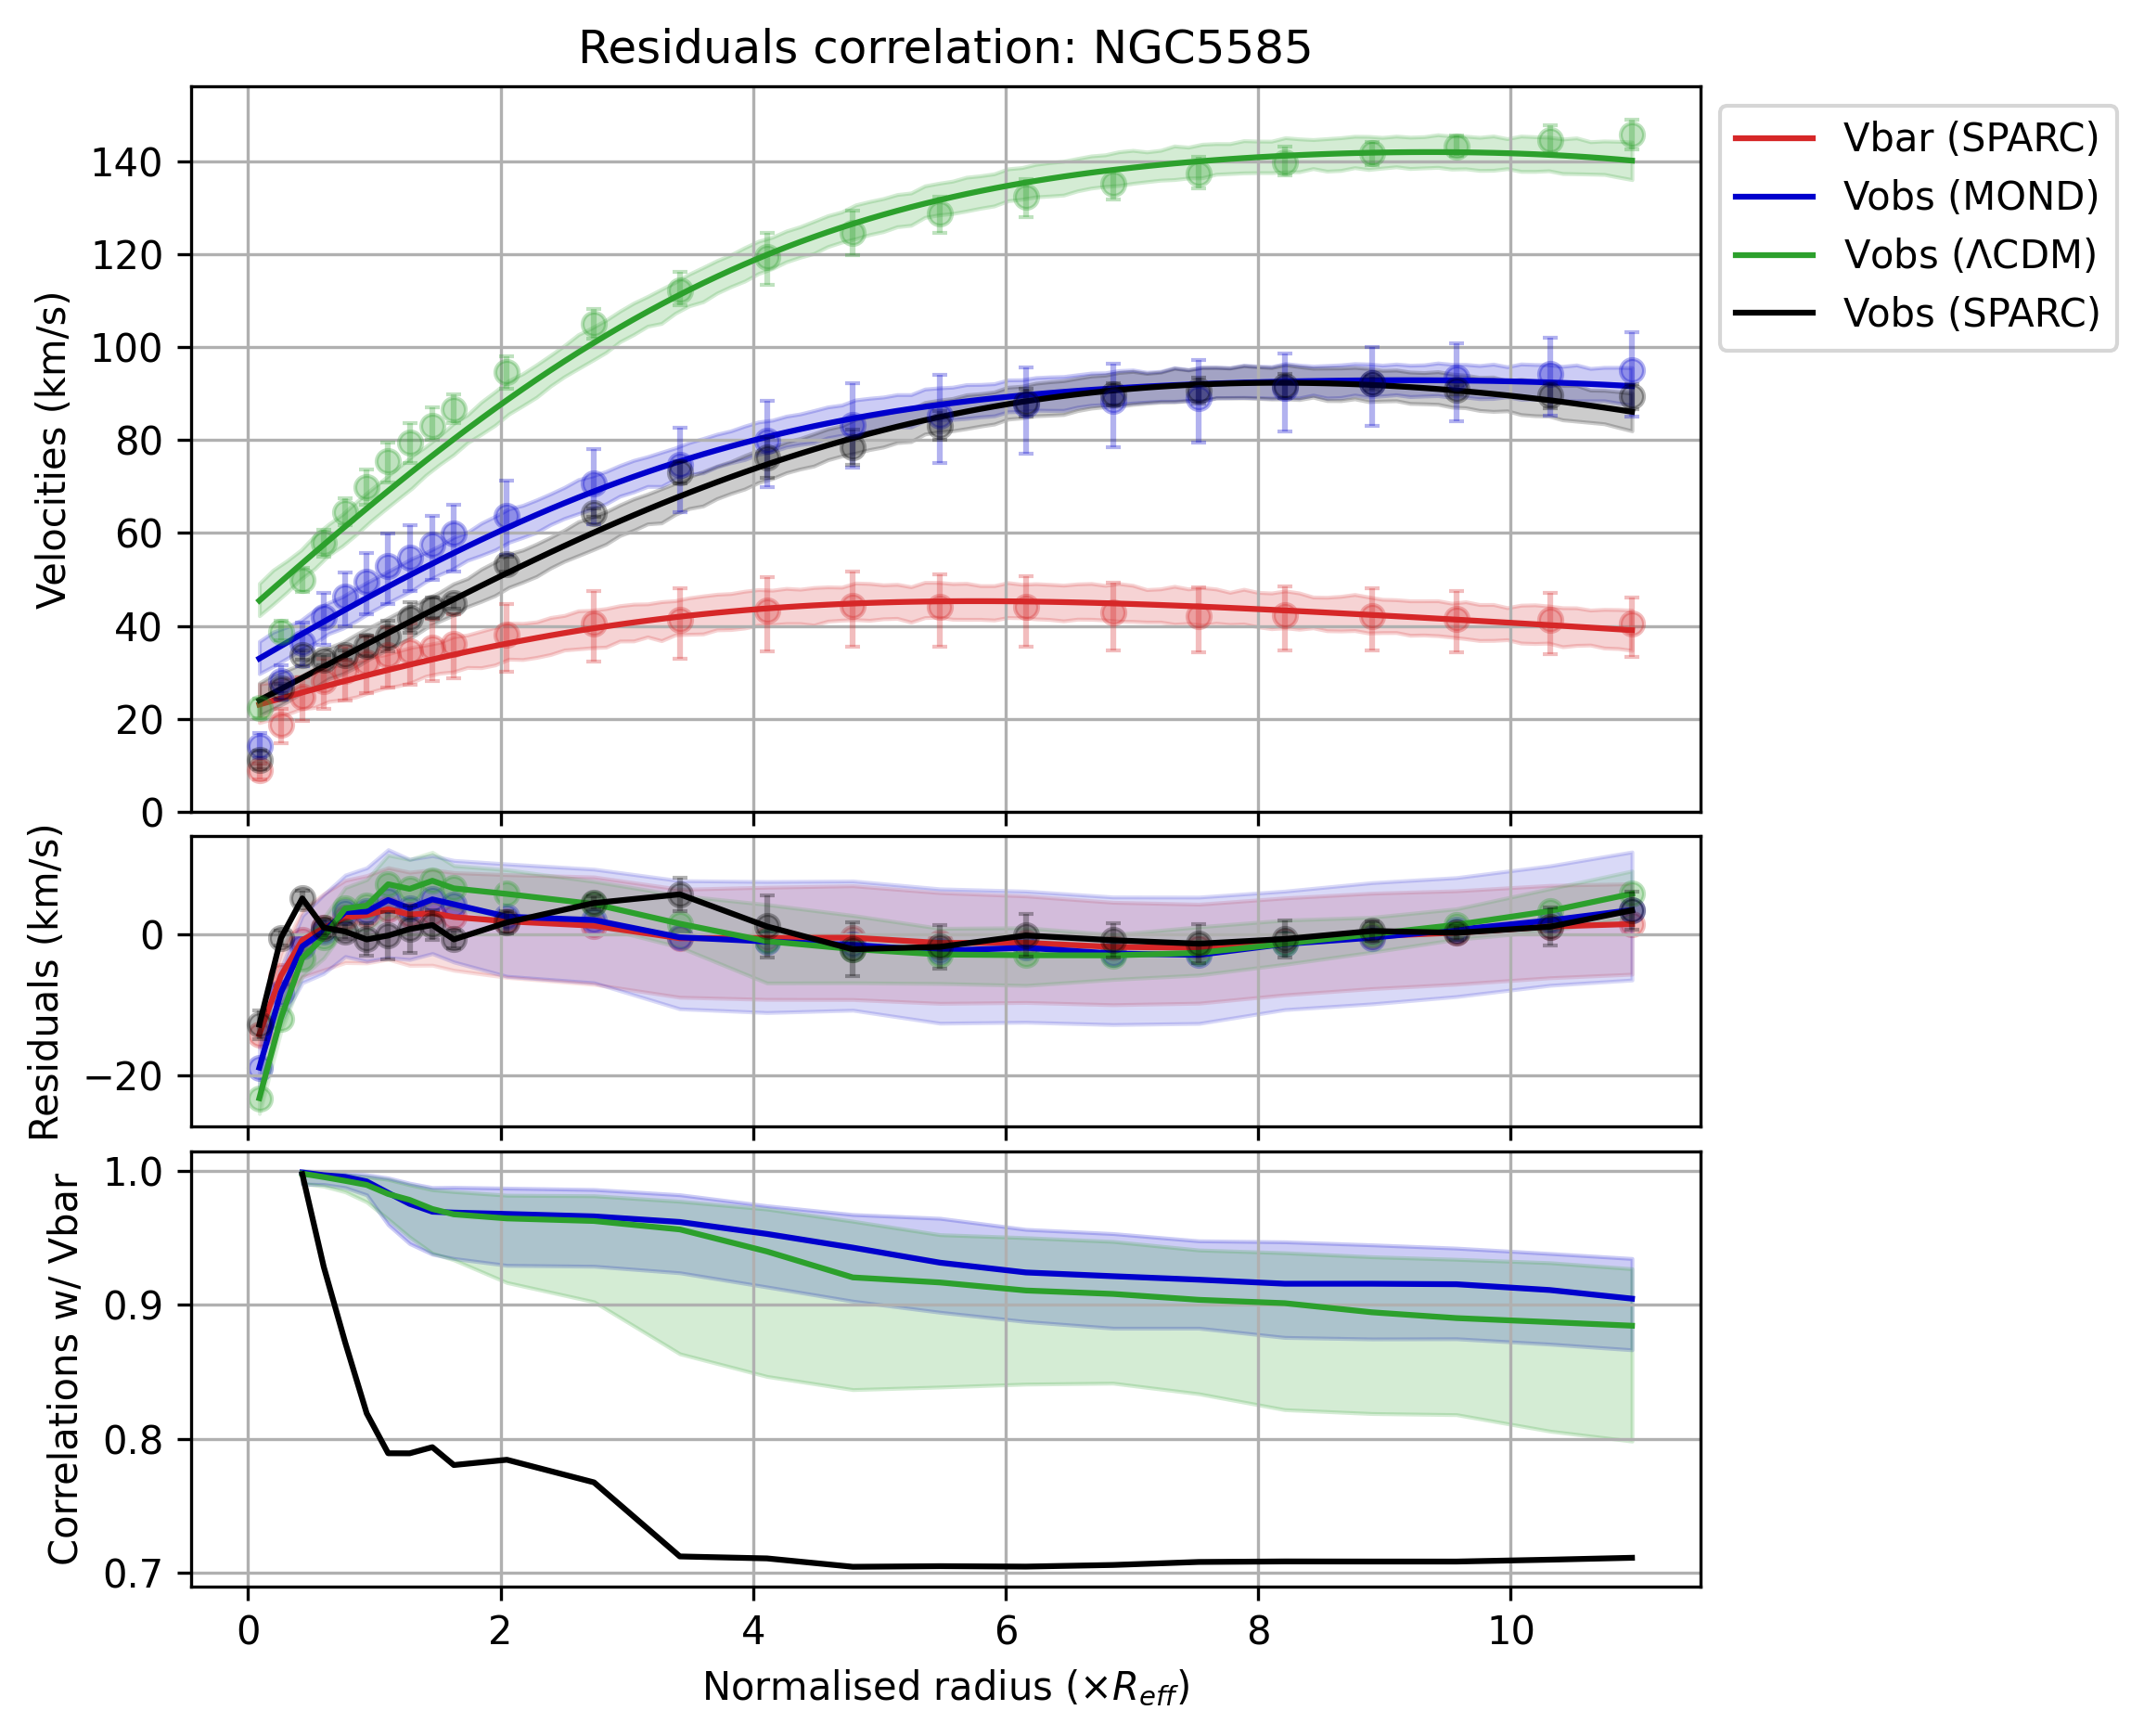 Residuals correlation: NGC5585
Velocities (km/s)
140
120
100
80
60
40
20
0
Vbar (SPARC)
Vobs (MOND)
Vobs (ΛCDM)
Vobs (SPARC)
Residuals (km/s)
0
−20
Correlations w/ Vbar
1.0
0.9
0.8
0.7
0 2 4 6 8 10
Normalised radius (×R_eff)